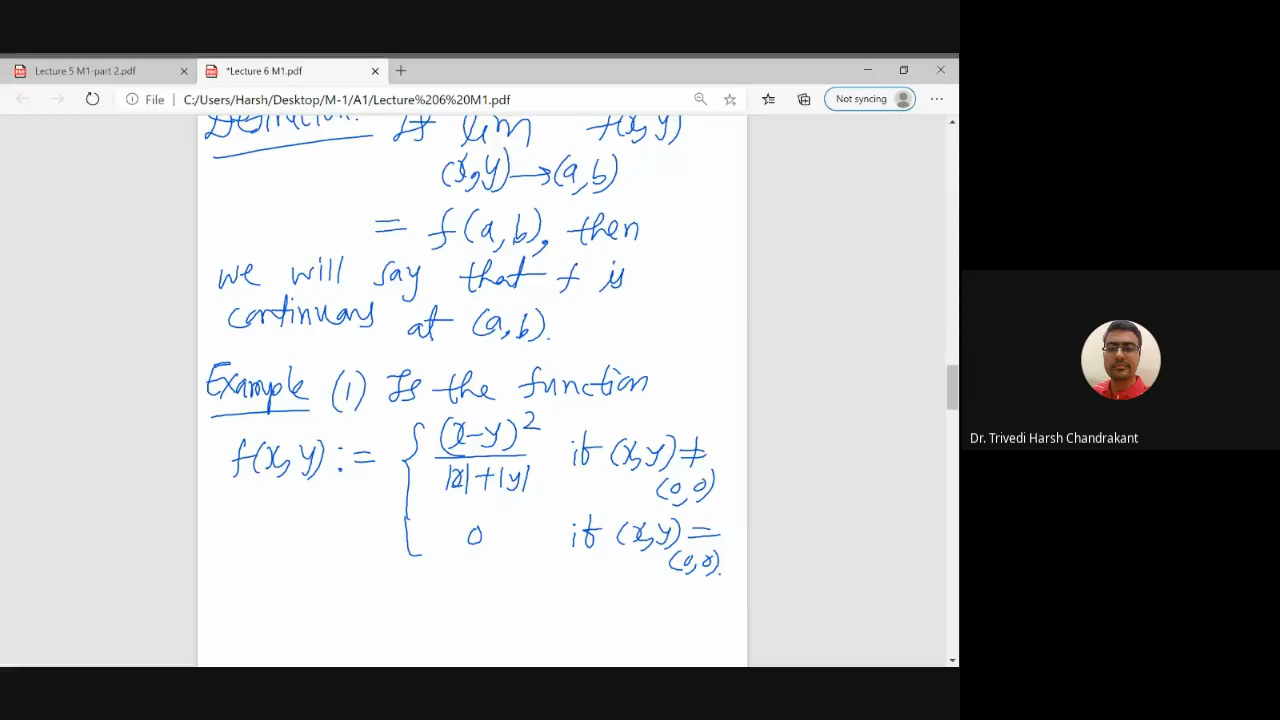 Lecture 5 M1-part 2.pdf
*Lecture 6 M1.pdf
File
C:/Users/Harsh/Desktop/M-1/A1/Lecture%206%20M1.pdf
Not syncing
If lim f(x,y)
(x,y)→(a,b)
= f(a,b), then
we will say that f is
continuous at (a,b).
Example (1) Is the function
f(x,y) := { (x-y)² / |x|+|y| if (x,y) ≠ (0,0)
0 if (x,y) = (0,0).
Dr. Trivedi Harsh Chandrakant